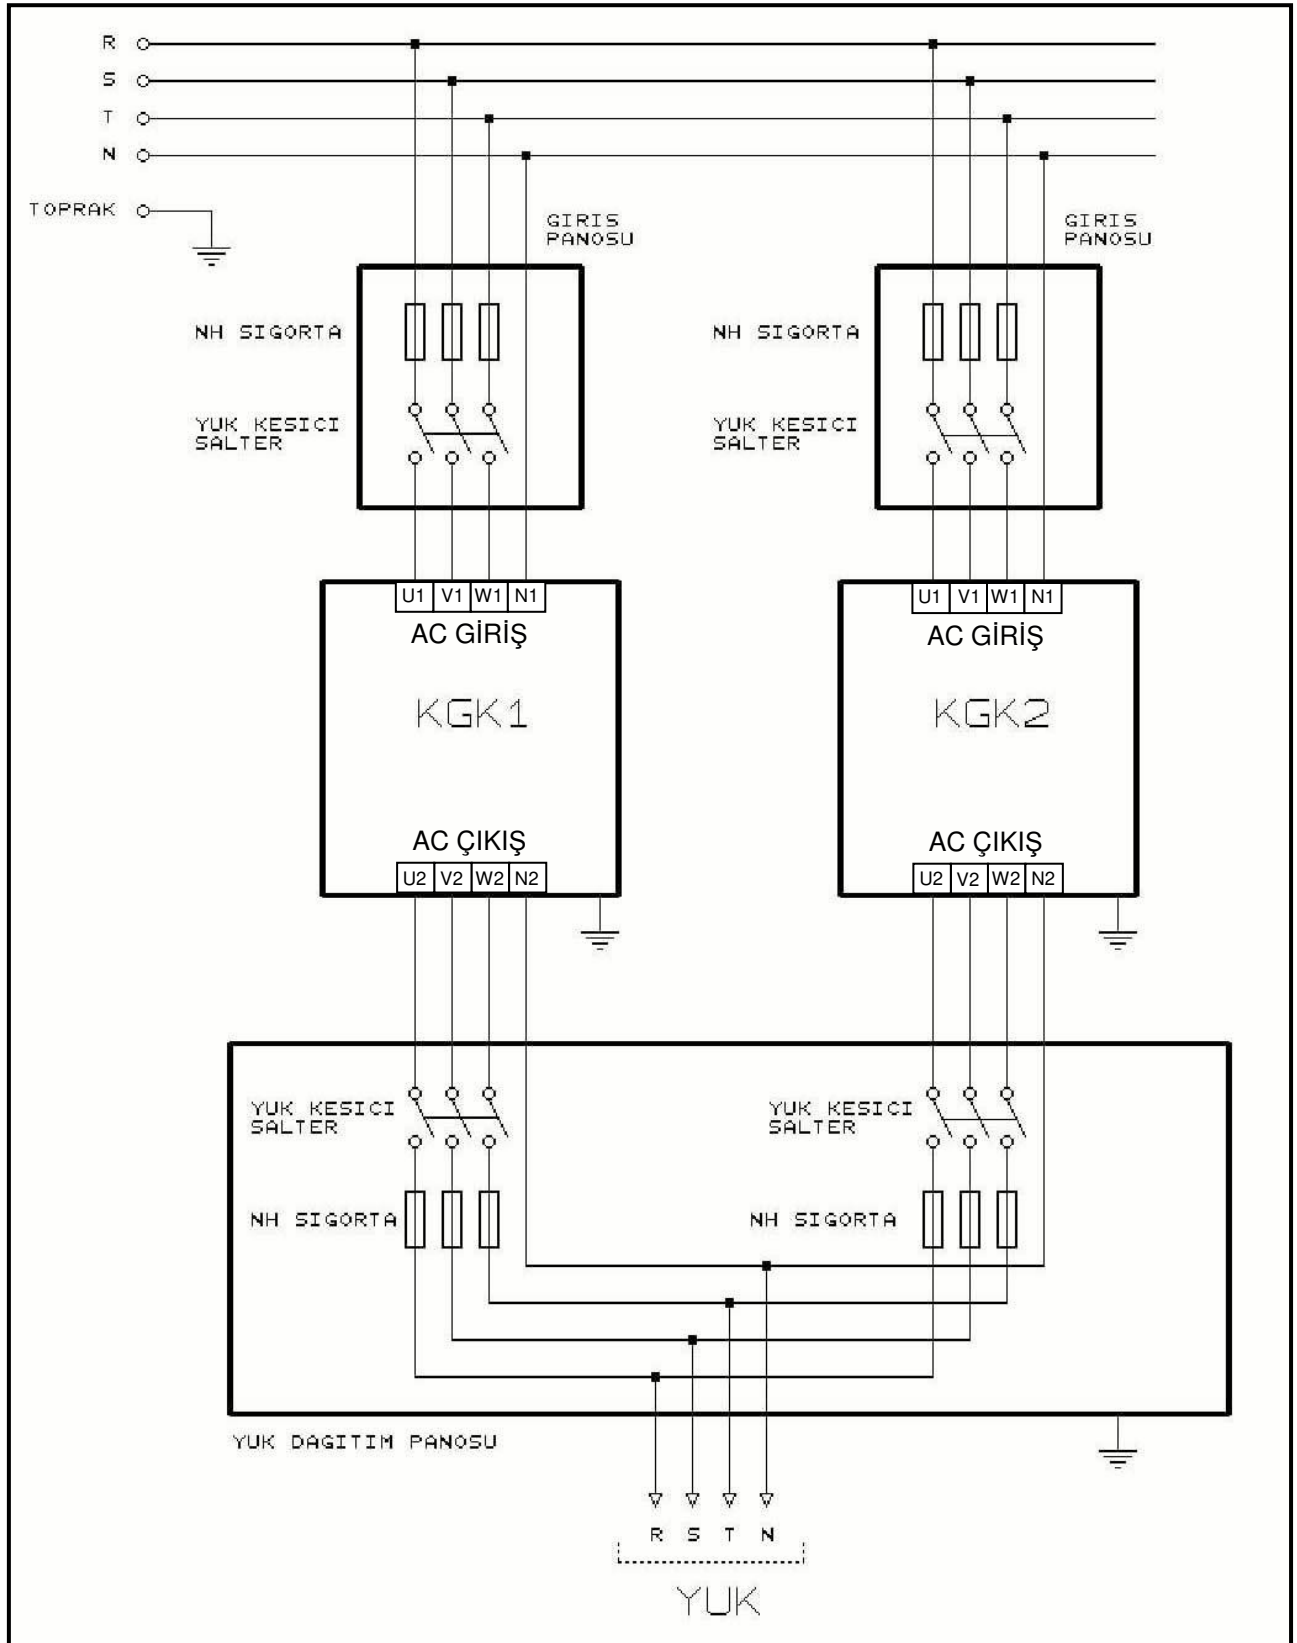 R
S
T
N
TOPRAK
GIRIS
PANOSU
GIRIS
PANOSU
NH SIGORTA
NH SIGORTA
YUK KESICI
SALTER
YUK KESICI
SALTER
U1 V1 W1 N1
U1 V1 W1 N1
AC GİRİŞ
AC GİRİŞ
KGK1
KGK2
AC ÇIKIŞ
AC ÇIKIŞ
U2 V2 W2 N2
U2 V2 W2 N2
YUK KESICI
SALTER
YUK KESICI
SALTER
NH SIGORTA
NH SIGORTA
YUK DAGITIM PANOSU
R S T N
YUK